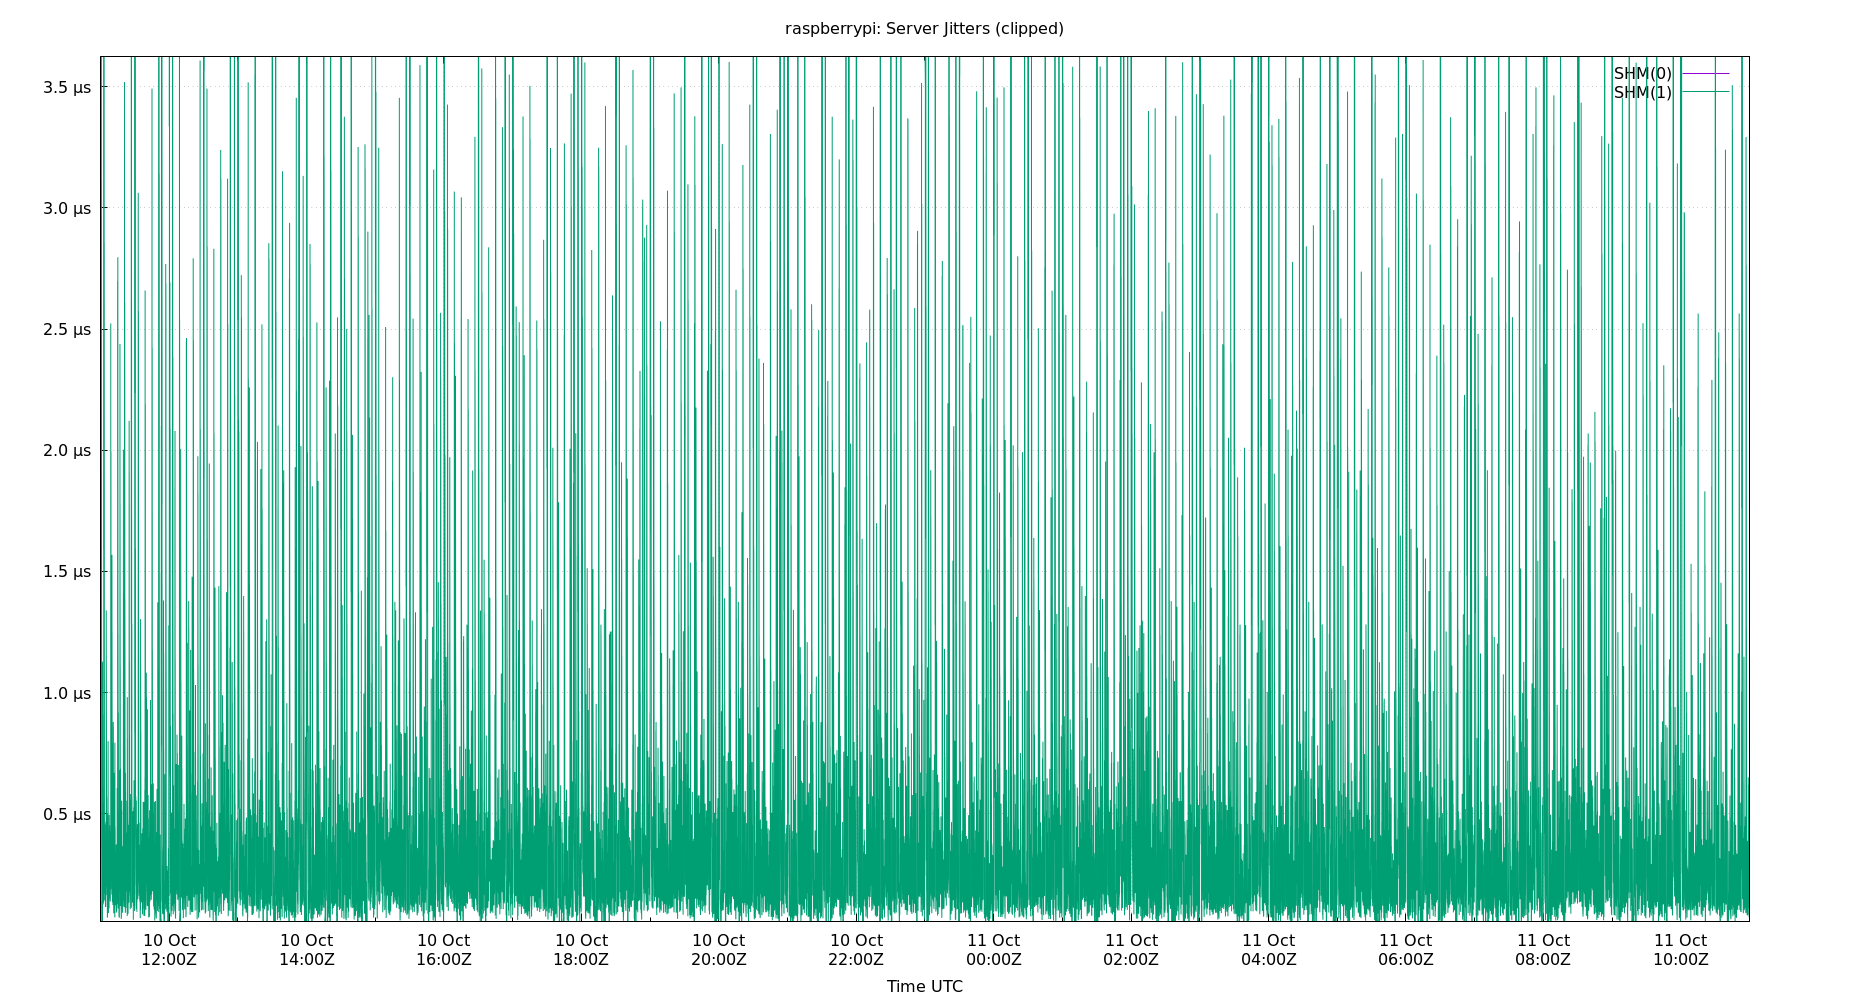 raspberrypi: Server Jitters (clipped)
SHM(0)
SHM(1)
3.5 µs
3.0 µs
2.5 µs
2.0 µs
1.5 µs
1.0 µs
0.5 µs
10 Oct 10 Oct 10 Oct 10 Oct 10 Oct 10 Oct 11 Oct 11 Oct 11 Oct 11 Oct 11 Oct 11 Oct
12:00Z 14:00Z 16:00Z 18:00Z 20:00Z 22:00Z 00:00Z 02:00Z 04:00Z 06:00Z 08:00Z 10:00Z
Time UTC